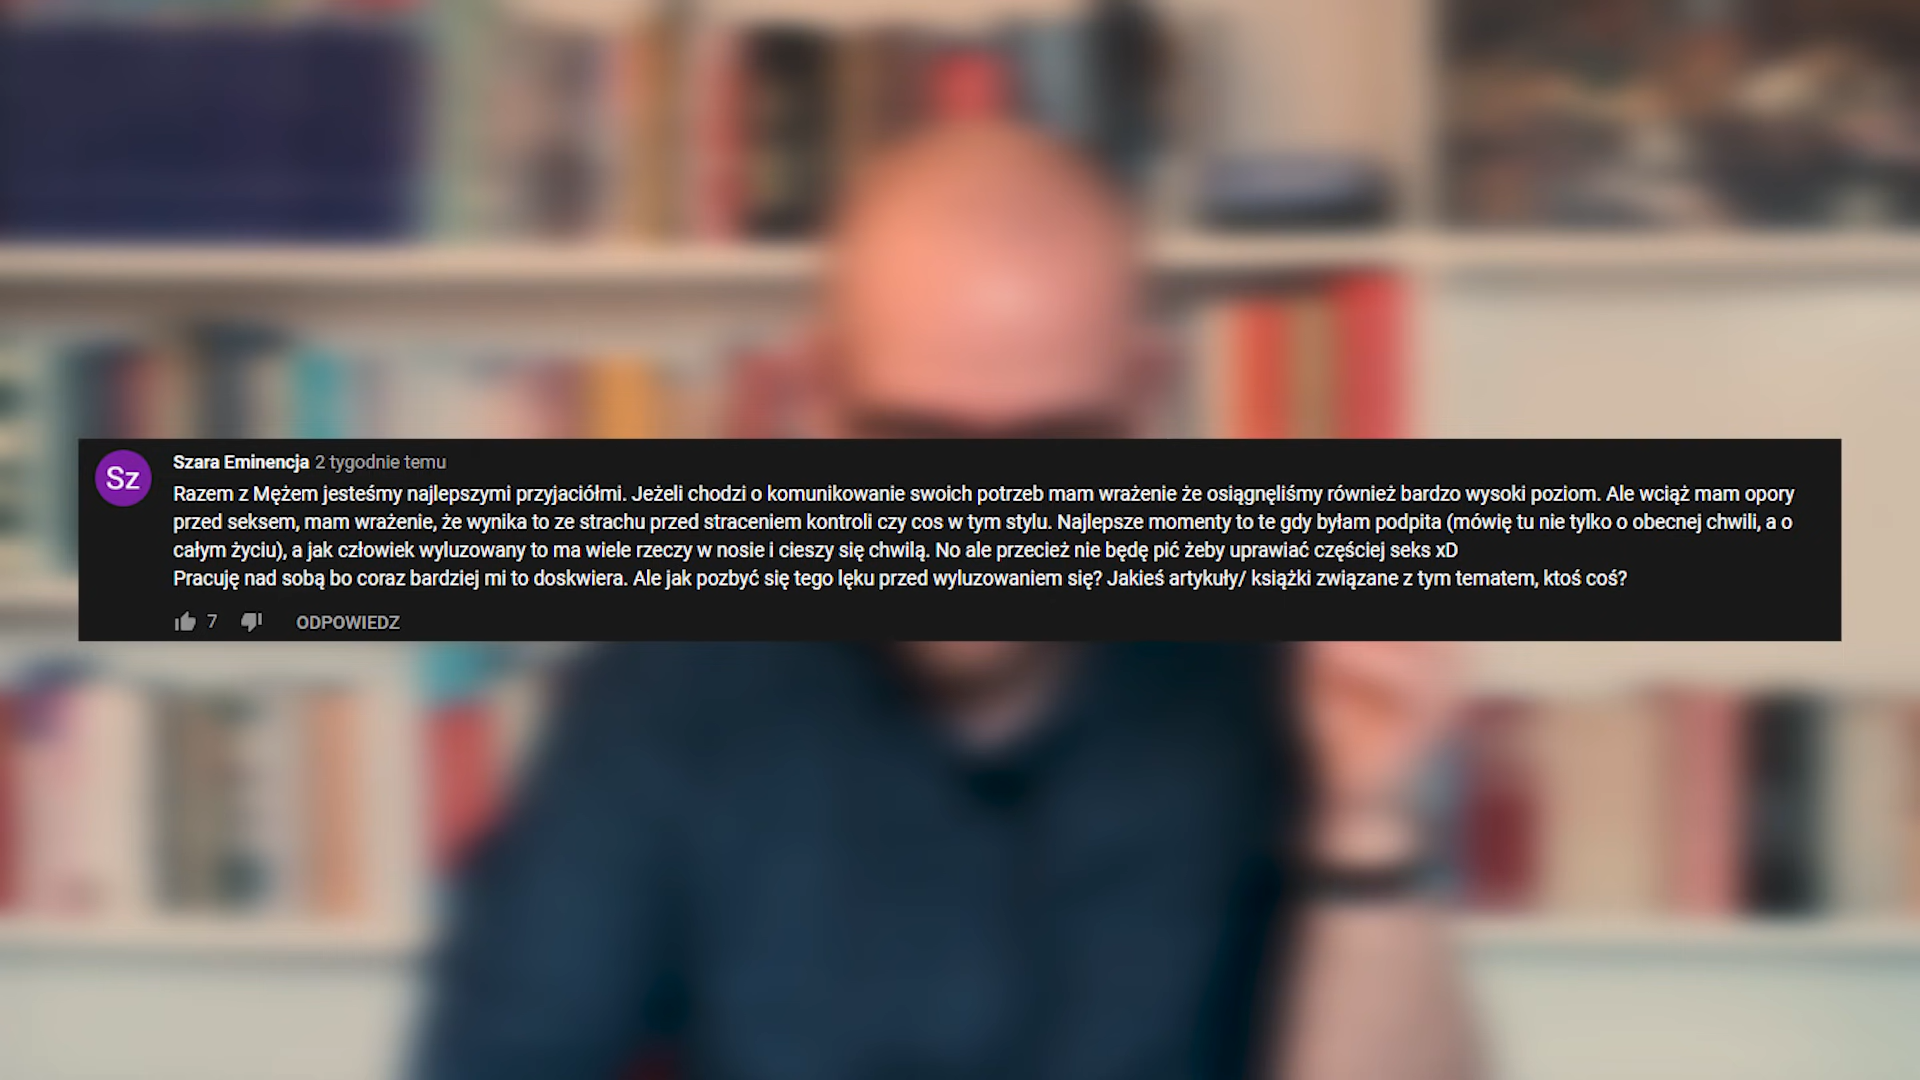 Sz
Szara Eminencja 2 tygodnie temu
Razem z Mężem jesteśmy najlepszymi przyjaciółmi. Jeżeli chodzi o komunikowanie swoich potrzeb mam wrażenie że osiągnęliśmy również bardzo wysoki poziom. Ale wciąż mam opory
przed seksem, mam wrażenie, że wynika to ze strachu przed straceniem kontroli czy cos w tym stylu. Najlepsze momenty to te gdy byłam podpita (mówię tu nie tylko o obecnej chwili, a o
całym życiu), a jak człowiek wyluzowany to ma wiele rzeczy w nosie i cieszy się chwilą. No ale przecież nie będę pić żeby uprawiać częściej seks xD
Pracuję nad sobą bo coraz bardziej mi to doskwiera. Ale jak pozbyć się tego lęku przed wyluzowaniem się? Jakieś artykuły/ książki związane z tym tematem, ktoś coś?
7
ODPOWIEDZ